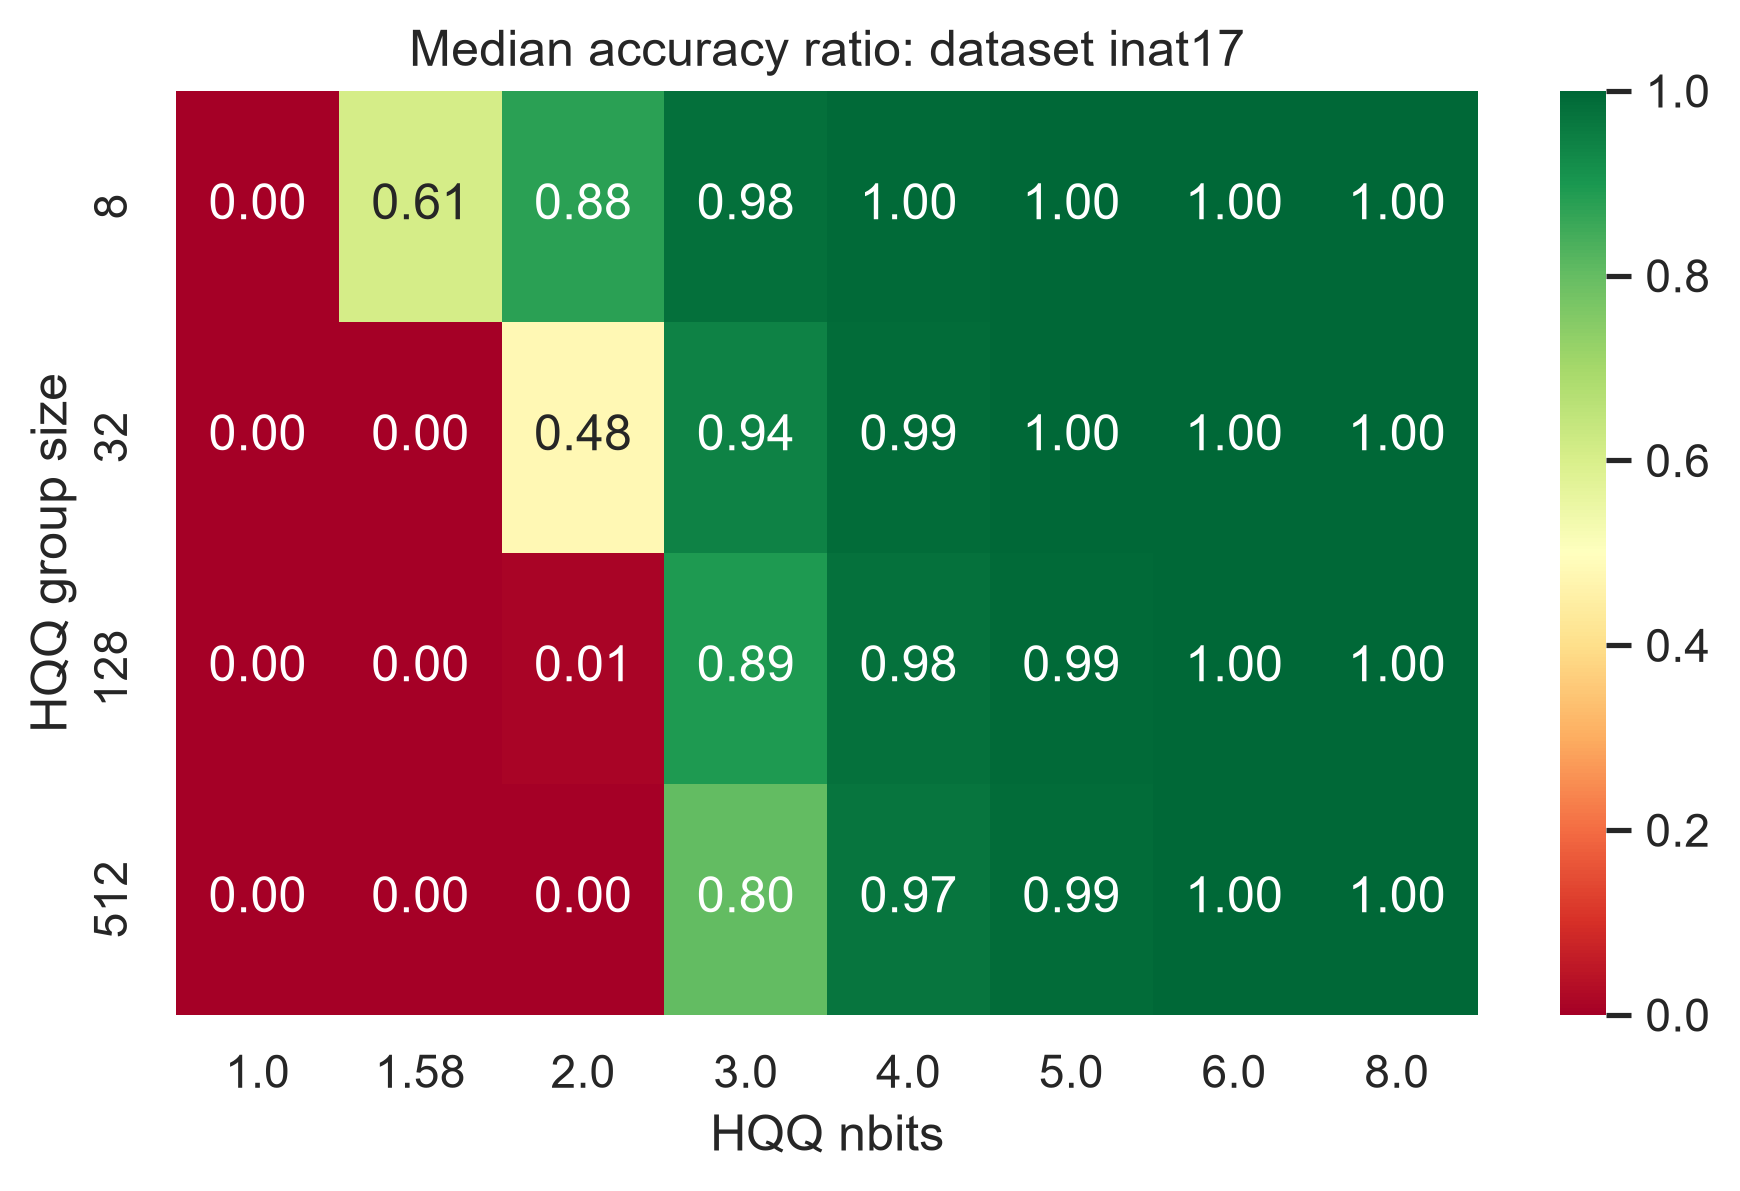 Median accuracy ratio: dataset inat17
HQQ group size
8 0.00 0.61 0.88 0.98 1.00 1.00 1.00 1.00
32 0.00 0.00 0.48 0.94 0.99 1.00 1.00 1.00
128 0.00 0.00 0.01 0.89 0.98 0.99 1.00 1.00
512 0.00 0.00 0.00 0.80 0.97 0.99 1.00 1.00
1.0 1.58 2.0 3.0 4.0 5.0 6.0 8.0
HQQ nbits
1.0
0.8
0.6
0.4
0.2
0.0